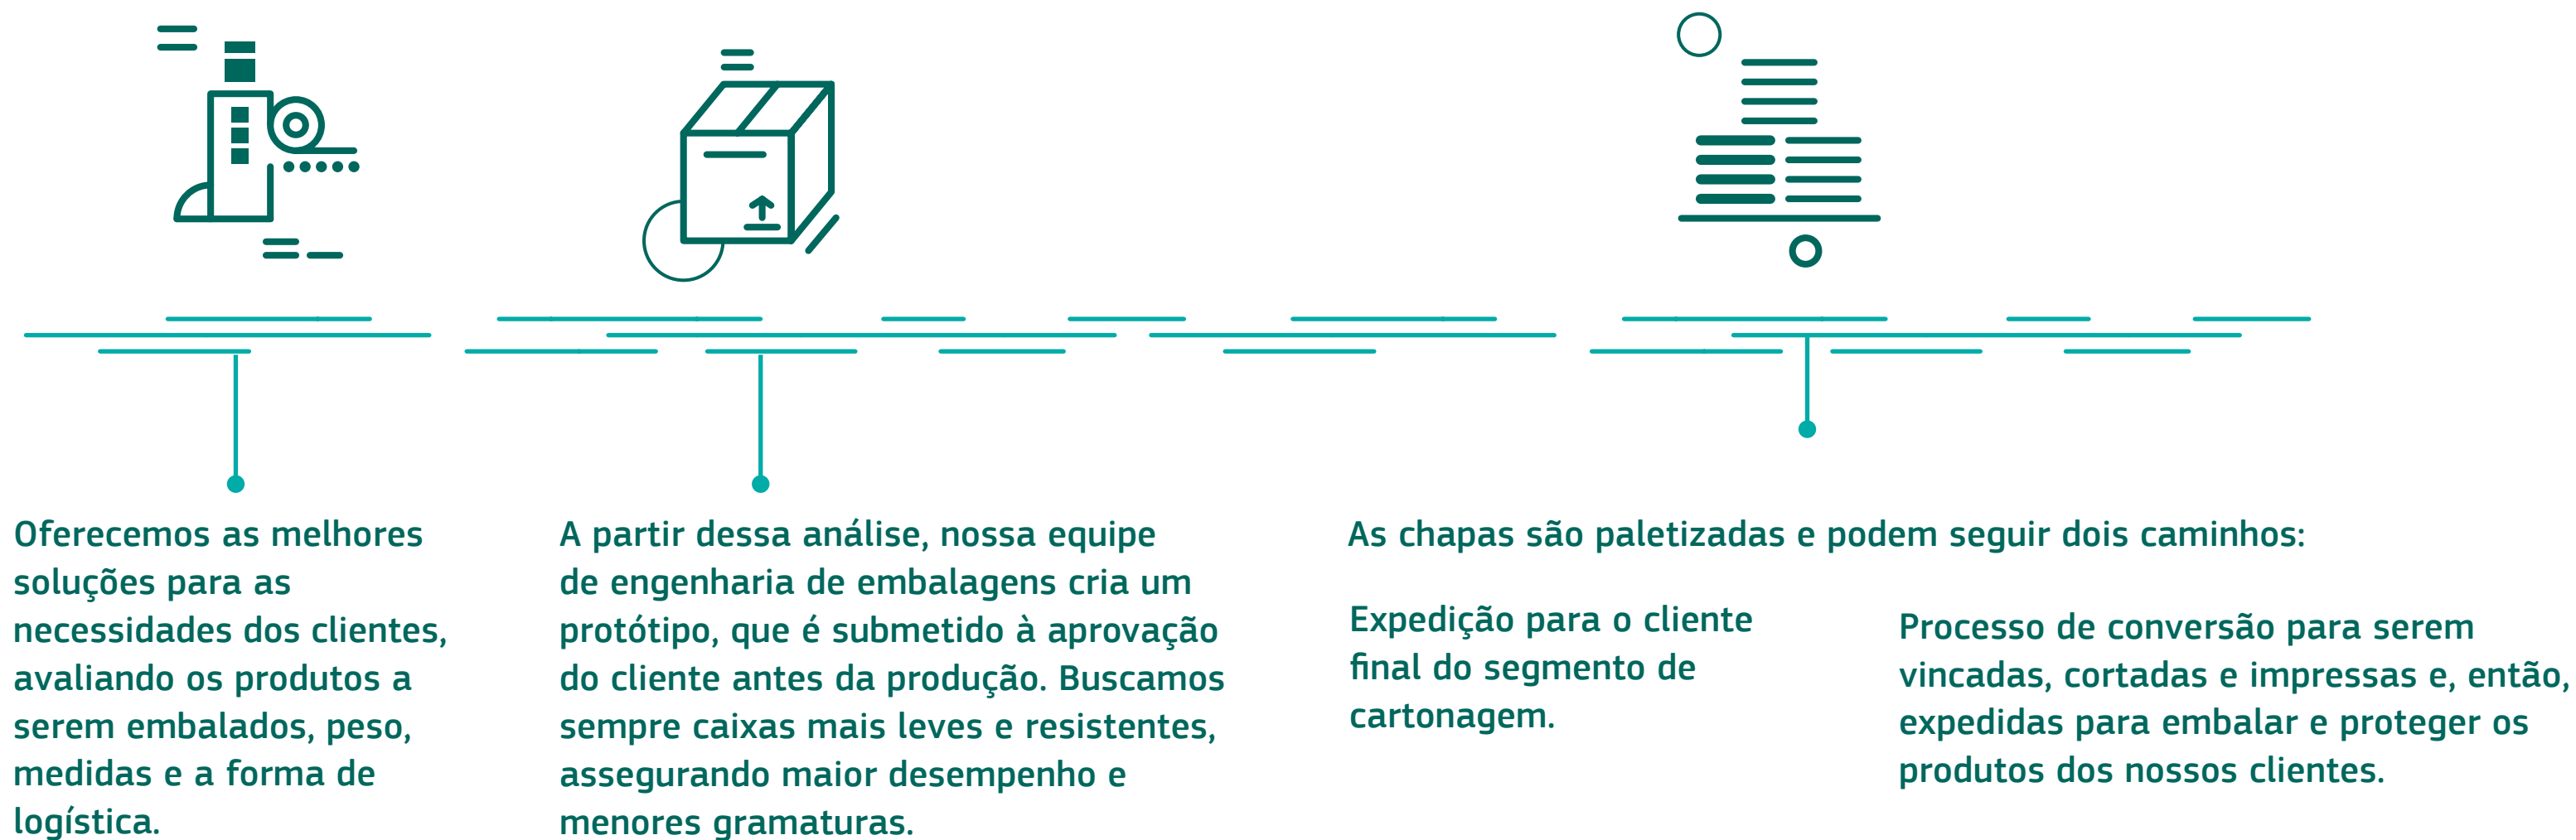 Oferecemos as melhores
soluções para as
necessidades dos clientes,
avaliando os produtos a
serem embalados, peso,
medidas e a forma de
logística.
A partir dessa análise, nossa equipe
de engenharia de embalagens cria um
protótipo, que é submetido à aprovação
do cliente antes da produção. Buscamos
sempre caixas mais leves e resistentes,
assegurando maior desempenho e
menores gramaturas.
As chapas são paletizadas e podem seguir dois caminhos:
Expedição para o cliente
final do segmento de
cartonagem.
Processo de conversão para serem
vincadas, cortadas e impressas e, então,
expedidas para embalar e proteger os
produtos dos nossos clientes.